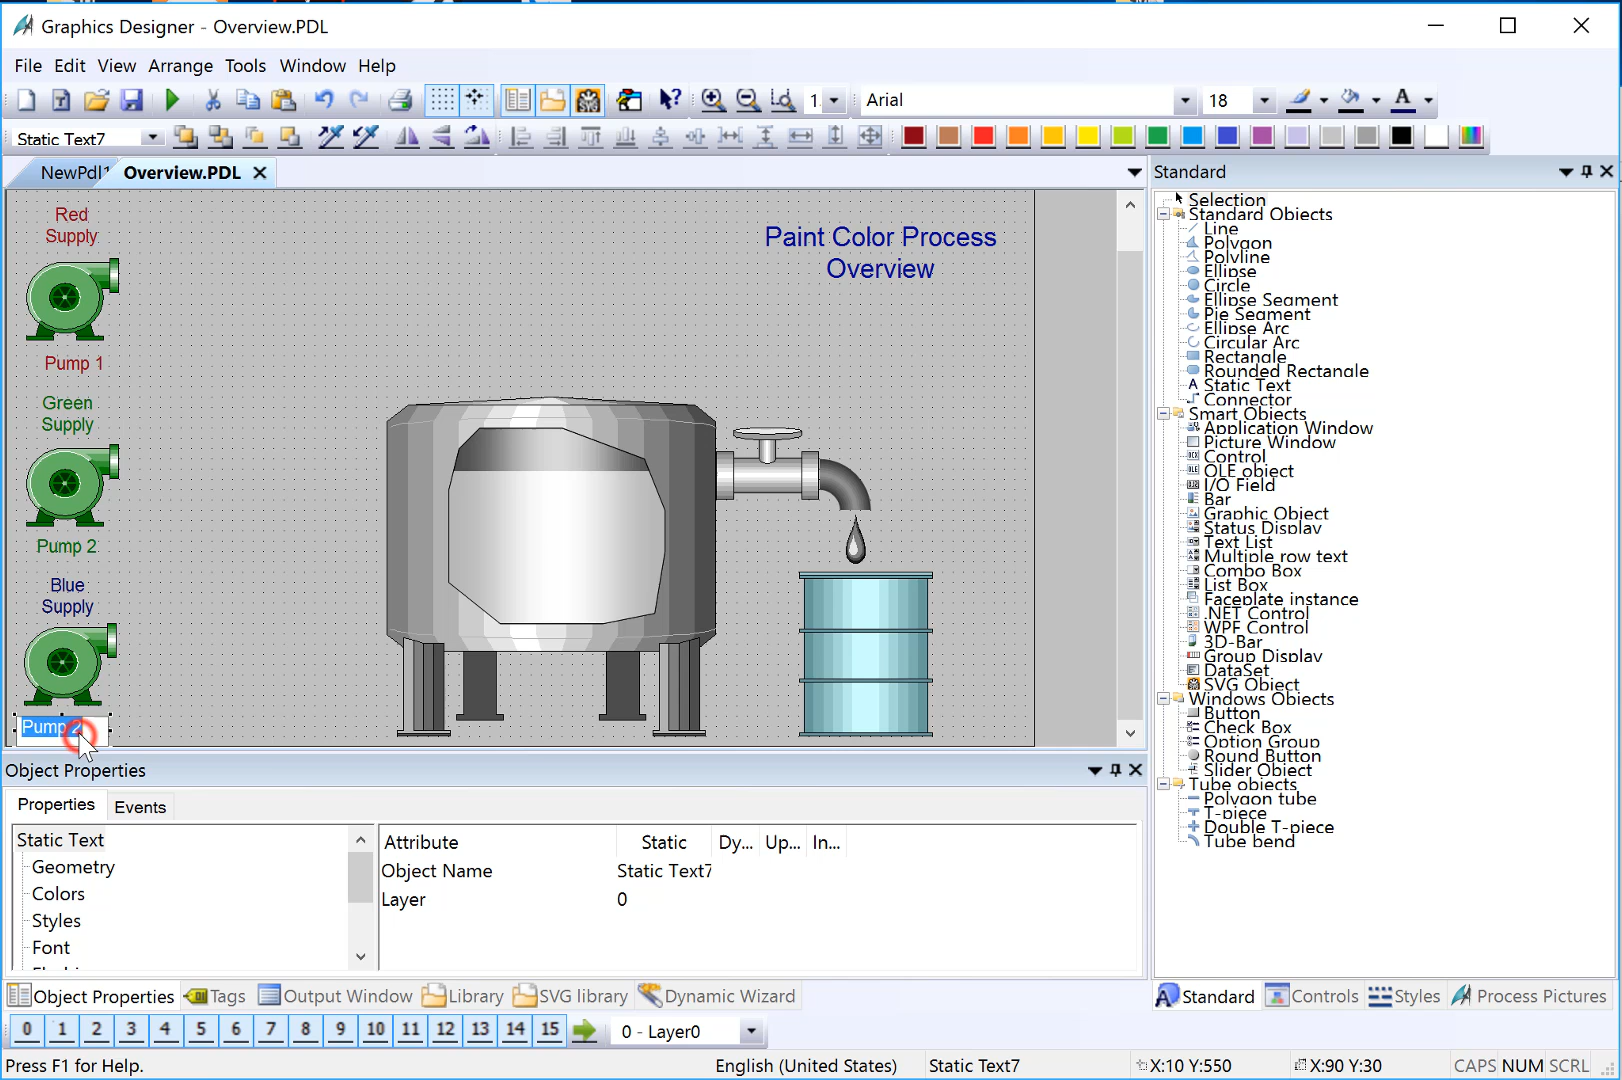 Graphics Designer - Overview.PDL
File Edit View Arrange Tools Window Help
1.
Arial
18
Static Text7
NewPdl1
Overview.PDL
Standard
Red
Supply
Pump 1
Green
Supply
Pump 2
Blue
Supply
Pump 2
Paint Color Process
Overview
Selection
Standard Objects
Line
Polygon
Polyline
Ellipse
Circle
Ellipse Segment
Pie Segment
Ellipse Arc
Circular Arc
Rectangle
Rounded Rectangle
Static Text
Connector
Smart Objects
Application Window
Picture Window
Control
OLE object
I/O Field
Bar
Graphic Object
Status Display
Text List
Multiple row text
Combo Box
List Box
Faceplate instance
.NET Control
WPF Control
3D-Bar
Group Display
DataSet
SVG Object
Windows Objects
Button
Check Box
Option Group
Round Button
Slider Object
Tube objects
Polygon tube
T-piece
Double T-piece
Tube bend
Object Properties
Properties Events
Static Text
Geometry
Colors
Styles
Font
Attribute Static Dy... Up... In...
Object Name Static Text7
Layer 0
Object Properties Tags Output Window Library SVG library Dynamic Wizard
Standard Controls Styles Process Pictures
0 1 2 3 4 5 6 7 8 9 10 11 12 13 14 15 0 - Layer0
Press F1 for Help. English (United States) Static Text7 X:10 Y:550 X:90 Y:30 CAPS NUM SCRL